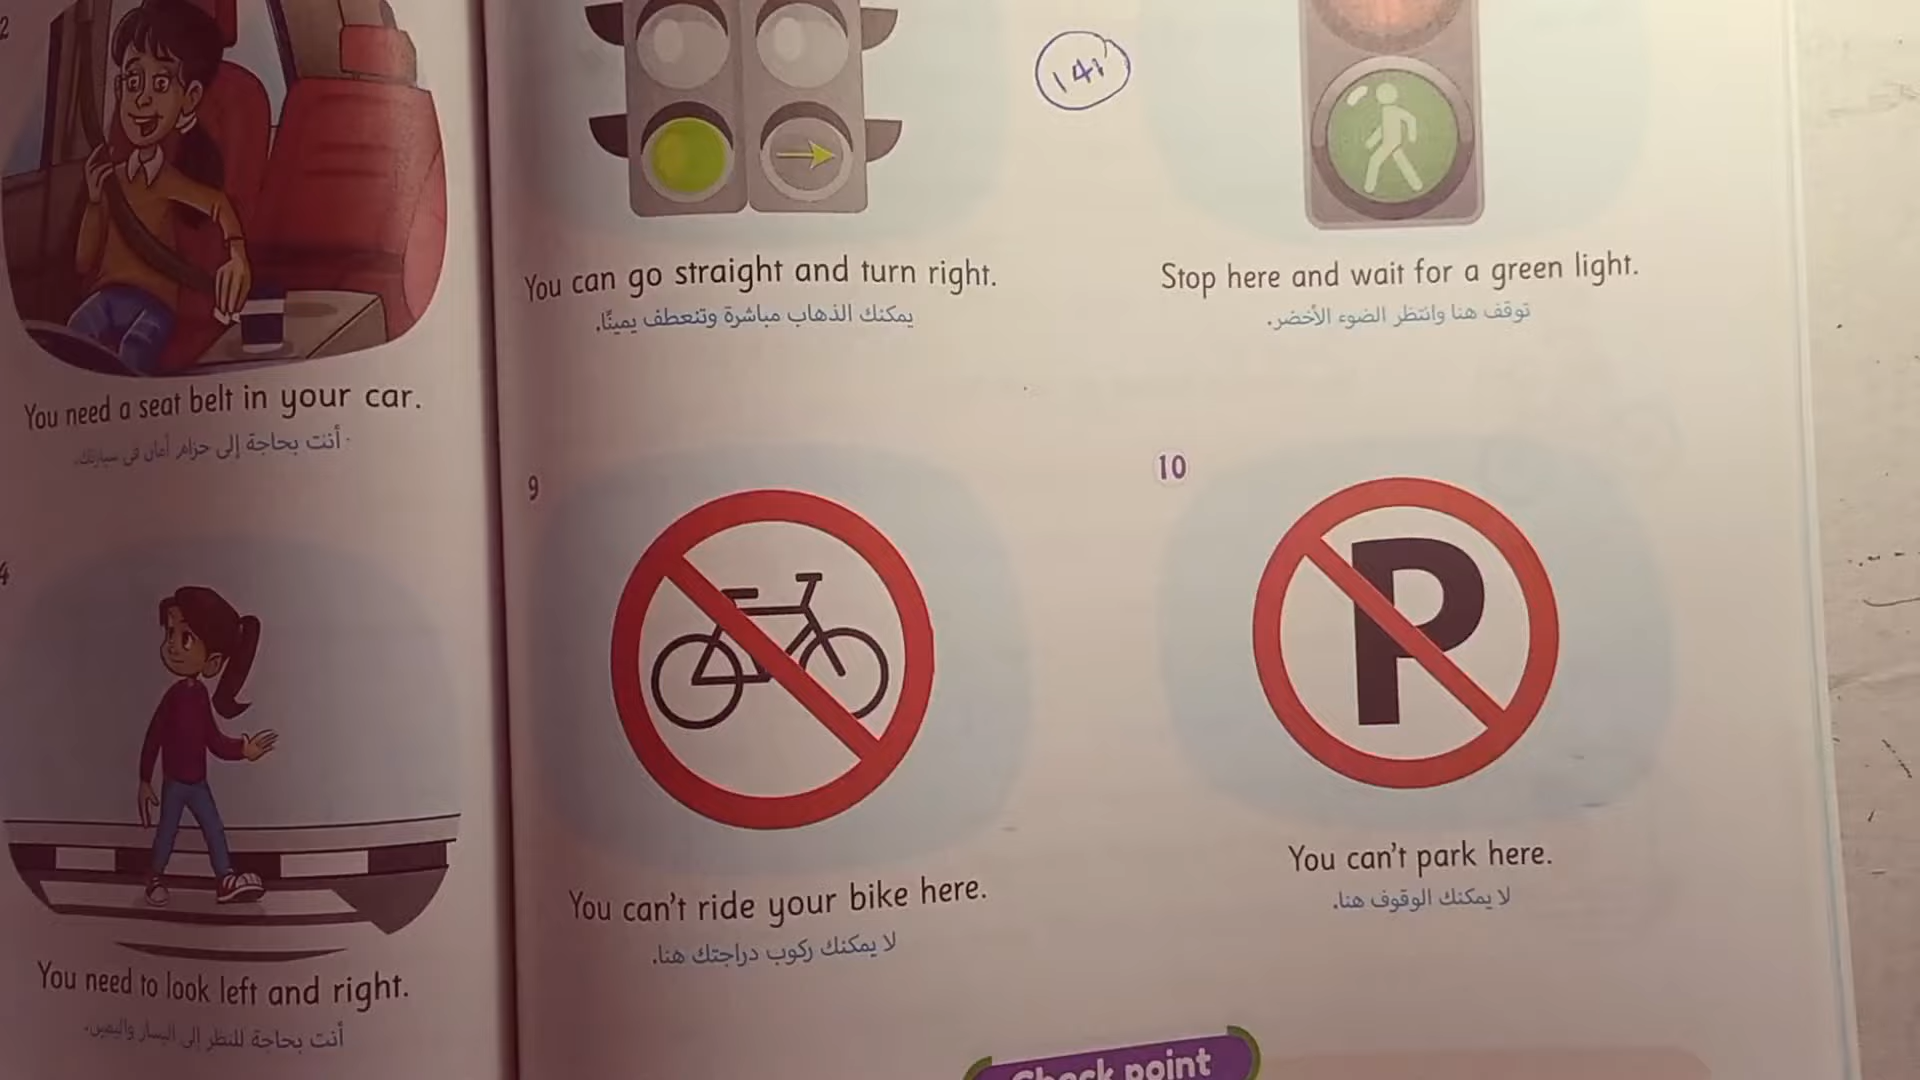 2
You need a seat belt in your car.
أنت بحاجة إلى حزام أمان في سيارتك.
4
You need to look left and right.
أنت بحاجة للنظر إلى اليسار واليمين.
You can go straight and turn right.
يمكنك الذهاب مباشرة وتنعطف يمينًا.
Stop here and wait for a green light.
توقف هنا وانتظر الضوء الأخضر.
9
You can't ride your bike here.
لا يمكنك ركوب دراجتك هنا.
10
P
You can't park here.
لا يمكنك الوقوف هنا.
Check point